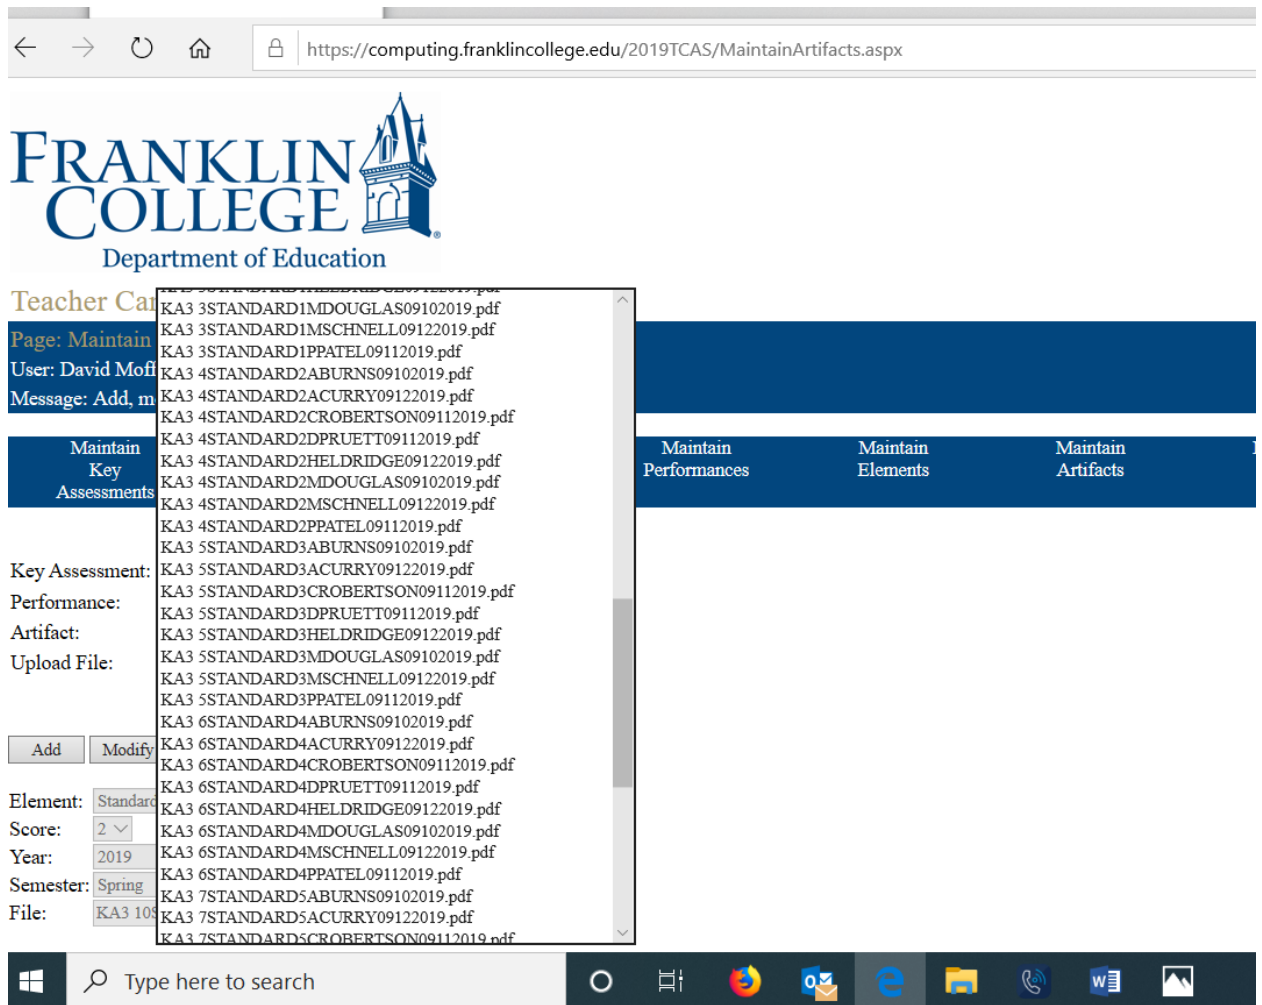 https://computing.franklincollege.edu/2019TCAS/MaintainArtifacts.aspx
FRANKLIN
COLLEGE
Department of Education
Teacher Car
Page: Maintain
User: David Moff
Message: Add, m
Maintain
Key
Assessments
Maintain
Performances
Maintain
Elements
Maintain
Artifacts
Key Assessment:
Performance:
Artifact:
Upload File:
KA3 3STANDARD1HELDRIDGE09122019.pdf
KA3 3STANDARD1MDOUGLAS09102019.pdf
KA3 3STANDARD1MSCHNELL09122019.pdf
KA3 3STANDARD1PPATEL09112019.pdf
KA3 4STANDARD2ABURNS09102019.pdf
KA3 4STANDARD2ACURRY09122019.pdf
KA3 4STANDARD2CROBERTSON09112019.pdf
KA3 4STANDARD2DPRUETT09112019.pdf
KA3 4STANDARD2HELDRIDGE09122019.pdf
KA3 4STANDARD2MDOUGLAS09102019.pdf
KA3 4STANDARD2MSCHNELL09122019.pdf
KA3 4STANDARD2PPATEL09112019.pdf
KA3 5STANDARD3ABURNS09102019.pdf
KA3 5STANDARD3ACURRY09122019.pdf
KA3 5STANDARD3CROBERTSON09112019.pdf
KA3 5STANDARD3DPRUETT09112019.pdf
KA3 5STANDARD3HELDRIDGE09122019.pdf
KA3 5STANDARD3MDOUGLAS09102019.pdf
KA3 5STANDARD3MSCHNELL09122019.pdf
KA3 5STANDARD3PPATEL09112019.pdf
KA3 6STANDARD4ABURNS09102019.pdf
KA3 6STANDARD4ACURRY09122019.pdf
KA3 6STANDARD4CROBERTSON09112019.pdf
KA3 6STANDARD4DPRUETT09112019.pdf
KA3 6STANDARD4HELDRIDGE09122019.pdf
KA3 6STANDARD4MDOUGLAS09102019.pdf
KA3 6STANDARD4MSCHNELL09122019.pdf
KA3 6STANDARD4PPATEL09112019.pdf
KA3 7STANDARD5ABURNS09102019.pdf
KA3 7STANDARD5ACURRY09122019.pdf
KA3 7STANDARD5CROBERTSON09112019.pdf
Add
Modify
Element: Standard
Score: 2
Year: 2019
Semester: Spring
File: KA3 10S
Type here to search